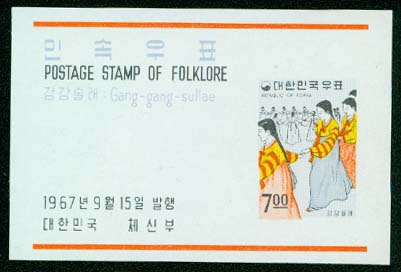 민속우표
POSTAGE STAMP OF FOLKLORE
강강술래 : Gang-gang-sullae
대한민국우표
REPUBLIC OF KOREA
7.00
강강술래
1967년 9월 15일 발행
대한민국 체신부